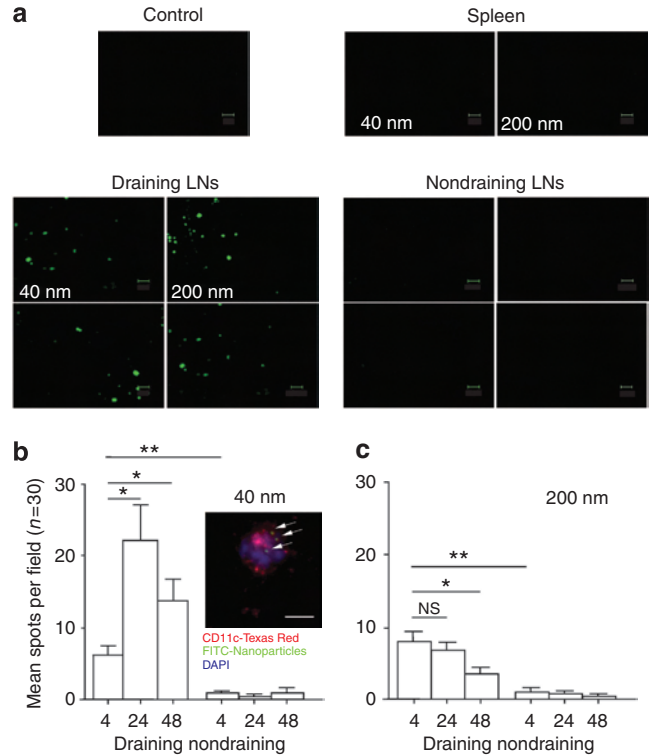 a
Control
Spleen
40 nm
200 nm
Draining LNs
Nondraining LNs
40 nm
200 nm
b
**
*
*
40 nm
30
20
10
0
Mean spots per field (n=30)
CD11c-Texas Red
FITC-Nanoparticles
DAPI
4 24 48 4 24 48
Draining nondraining
c
200 nm
30
20
10
0
**
*
NS
4 24 48 4 24 48
Draining nondraining